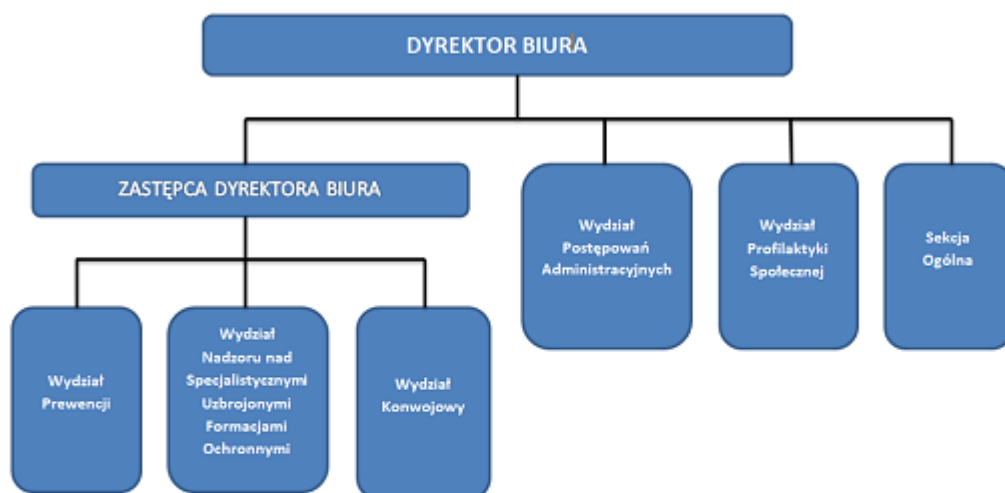 DYREKTOR BIURA
ZASTĘPCA DYREKTORA BIURA
Wydział
Postępowań
Administracyjnych
Wydział
Profilaktyki
Społecznej
Sekcja
Ogólna
Wydział
Prewencji
Wydział
Nadzoru nad
Specjalistycznymi
Uzbrojonymi
Formacjami
Ochronnymi
Wydział
Konwojowy